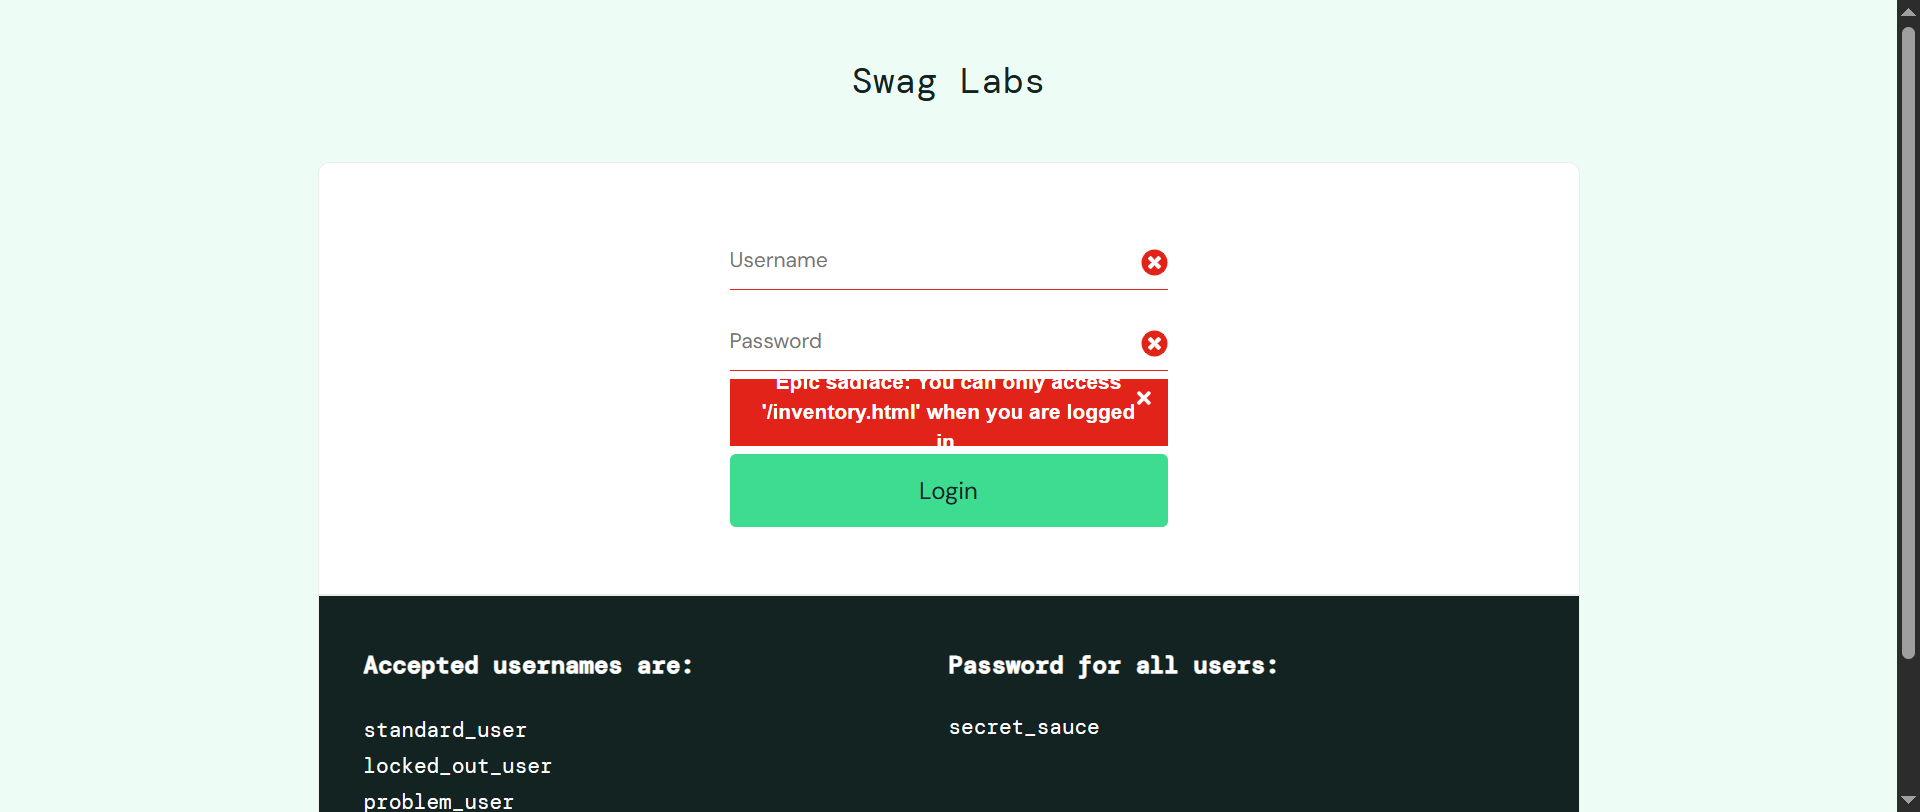 Swag Labs
Username
Password
Epic sadface: You can only access
'/inventory.html' when you are logged
in
Login
Accepted usernames are:
standard_user
locked_out_user
problem_user
Password for all users:
secret_sauce